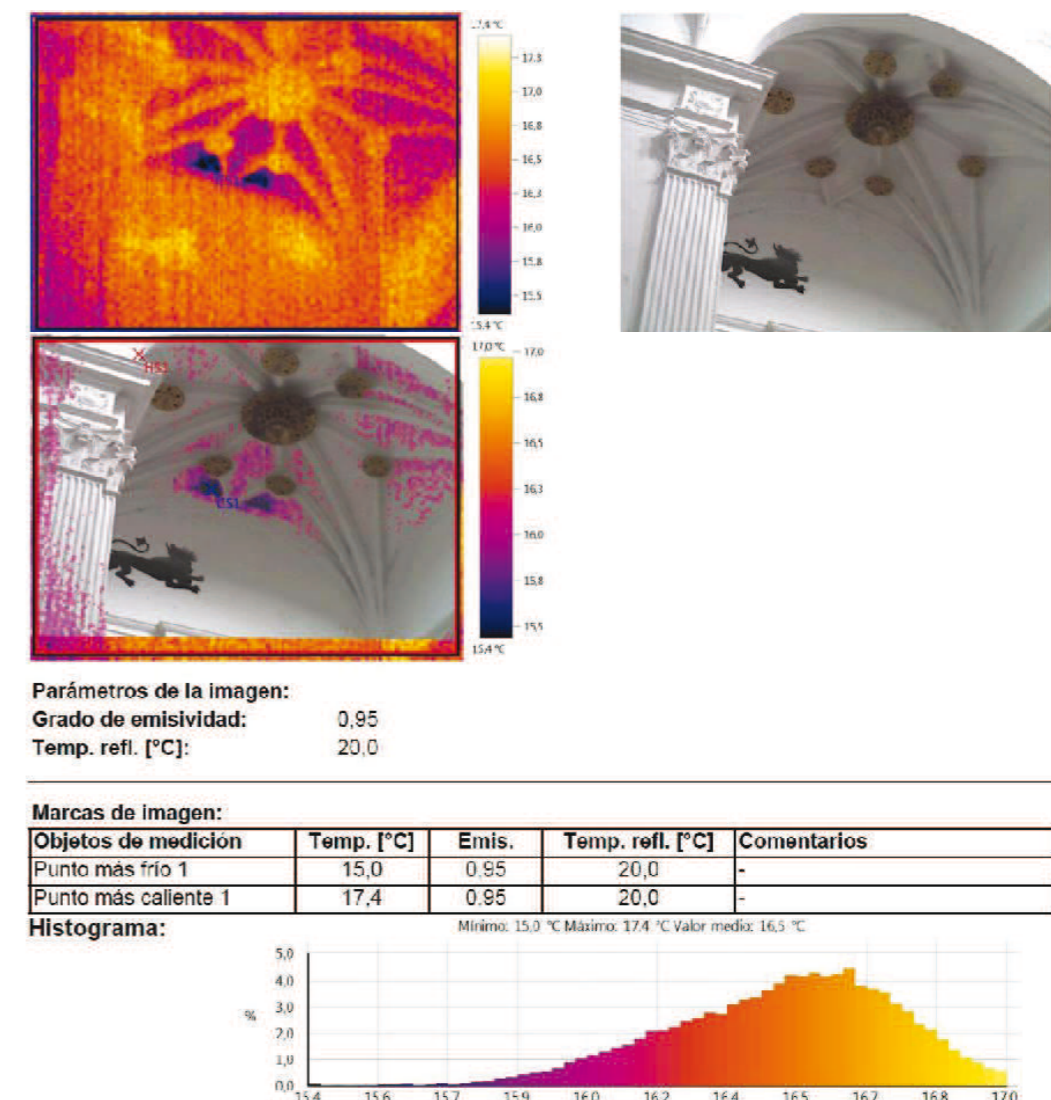 17,3
17,0
16,8
16,5
16,3
16,0
15,8
15,5
15,4 °C
17,0 °C
17,0
16,8
16,5
16,3
16,0
15,8
15,5
15,4 °C
HS1
CS1
Parámetros de la imagen:
Grado de emisividad: 0,95
Temp. refl. [°C]: 20,0
Marcas de imagen:
Objetos de medición Temp. [°C] Emis. Temp. refl. [°C] Comentarios
Punto más frío 1 15,0 0,95 20,0 -
Punto más caliente 1 17,4 0,95 20,0 -
Histograma:
Mínimo: 15,0 °C Máximo: 17,4 °C Valor medio: 16,5 °C
5,0
4,0
3,0
2,0
1,0
0,0
%
15,4 15,6 15,7 15,9 16,0 16,2 16,4 16,5 16,7 16,8 17,0